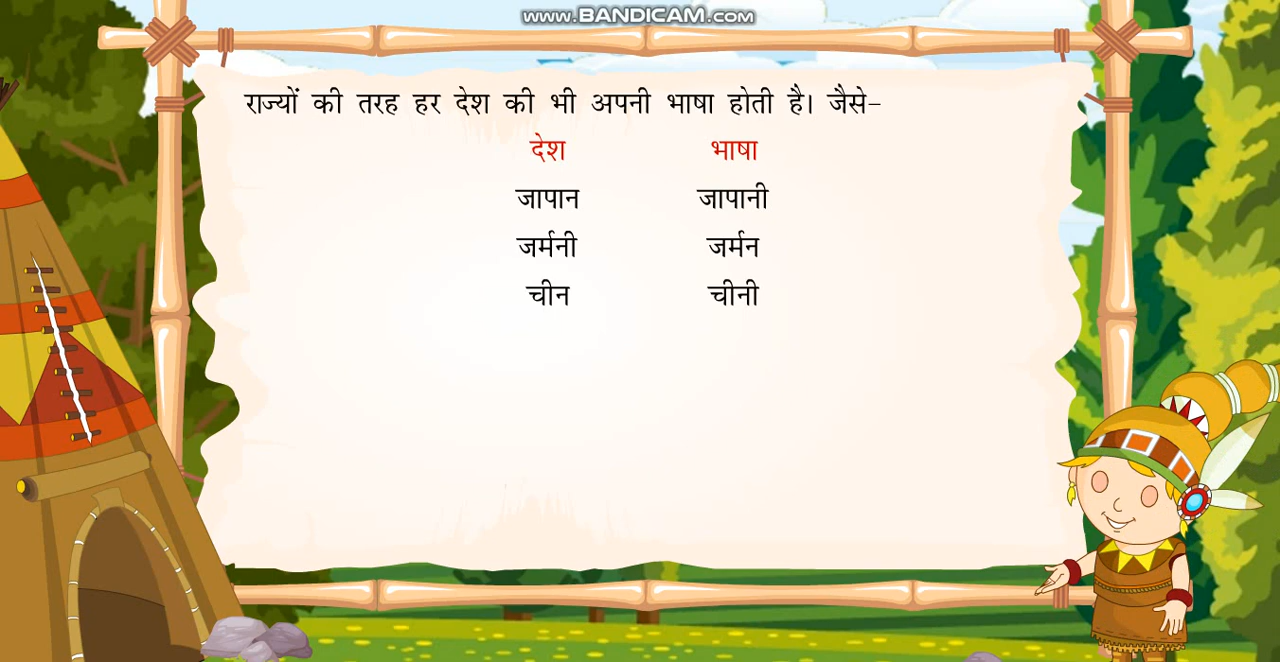 www.BANDICAM.com
राज्यों की तरह हर देश की भी अपनी भाषा होती है। जैसे-
देश भाषा
जापान जापानी
जर्मनी जर्मन
चीन चीनी